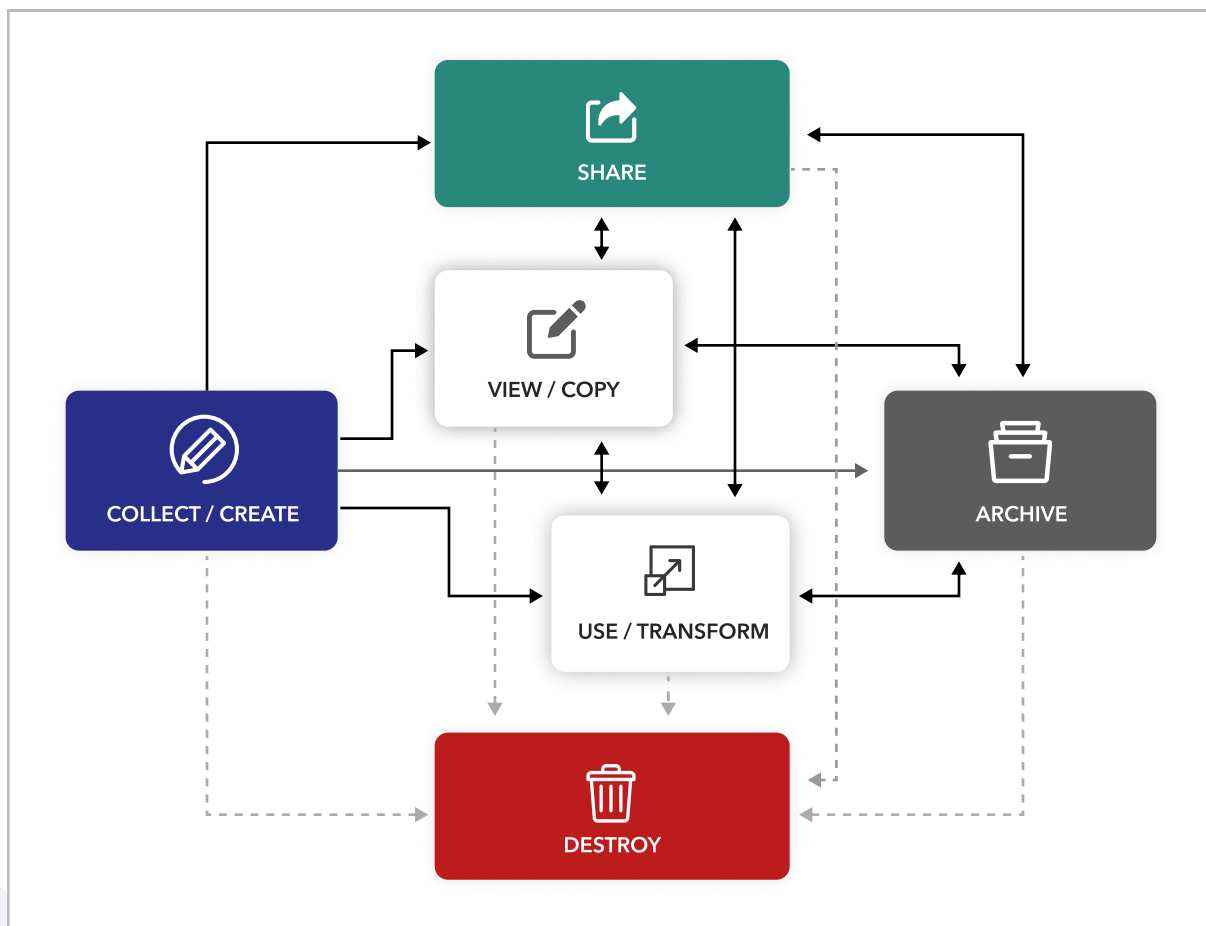 SHARE
VIEW / COPY
COLLECT / CREATE
ARCHIVE
USE / TRANSFORM
DESTROY